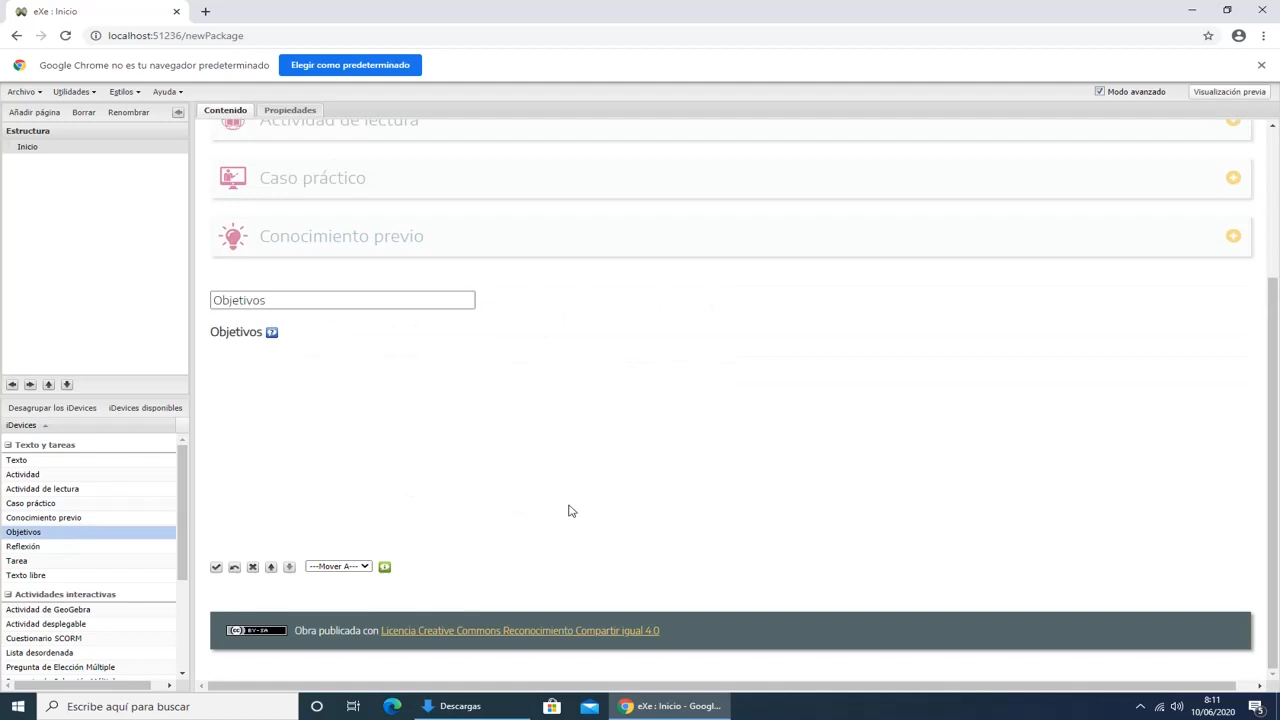 eXe : Inicio
localhost:51236/newPackage
Google Chrome no es tu navegador predeterminado
Elegir como predeterminado
Archivo
Utilidades
Estilos
Ayuda
Modo avanzado
Visualización previa
Añadir página
Borrar
Renombrar
Contenido
Propiedades
Estructura
Inicio
Actividad de lectura
Caso práctico
Conocimiento previo
Objetivos
Objetivos
Desagrupar los iDevices
iDevices disponibles
iDevices
Texto y tareas
Texto
Actividad
Actividad de lectura
Caso práctico
Conocimiento previo
Objetivos
Reflexión
Tarea
Texto libre
Actividades interactivas
Actividad de GeoGebra
Actividad desplegable
Cuestionario SCORM
Lista desordenada
Pregunta de Elección Múltiple
---Mover A---
(cc) BY-SA Obra publicada con Licencia Creative Commons Reconocimiento Compartir igual 4.0
Escribe aquí para buscar
Descargas
eXe : Inicio - Googl...
8:11
10/06/2020
5